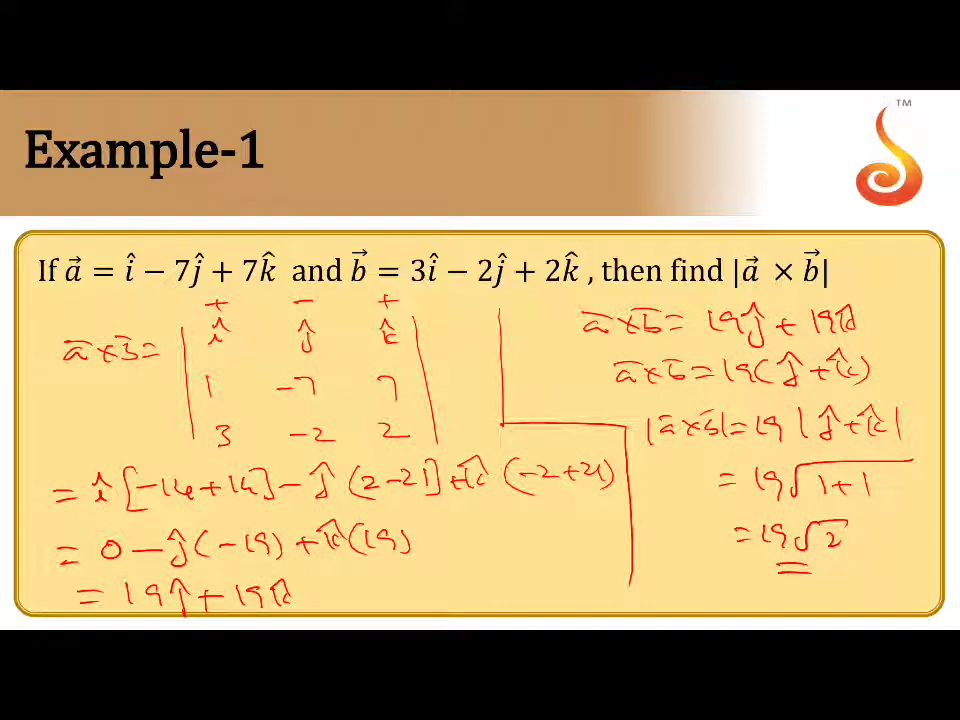 Example-1
TM
If a⃗ = î − 7ĵ + 7k̂ and b⃗ = 3î − 2ĵ + 2k̂ , then find |a⃗ × b⃗|
+ − +
a̅ × b̅ = | î ĵ k̂ |
1 −7 7
3 −2 2
= î [−14 + 14] − ĵ (2 − 21] + k̂ (−2 + 21)
= 0 − ĵ(−19) + k̂(19)
= 19ĵ + 19k̂
a̅ × b̅ = 19ĵ + 19k̂
a̅ × b̅ = 19(ĵ + k̂)
|a̅ × b̅| = 19 |ĵ + k̂|
= 19√1+1
= 19√2